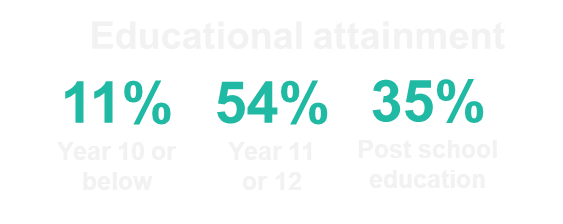 Educational attainment
11% 54% 35%
Year 10 or below
Year 11 or 12
Post school education